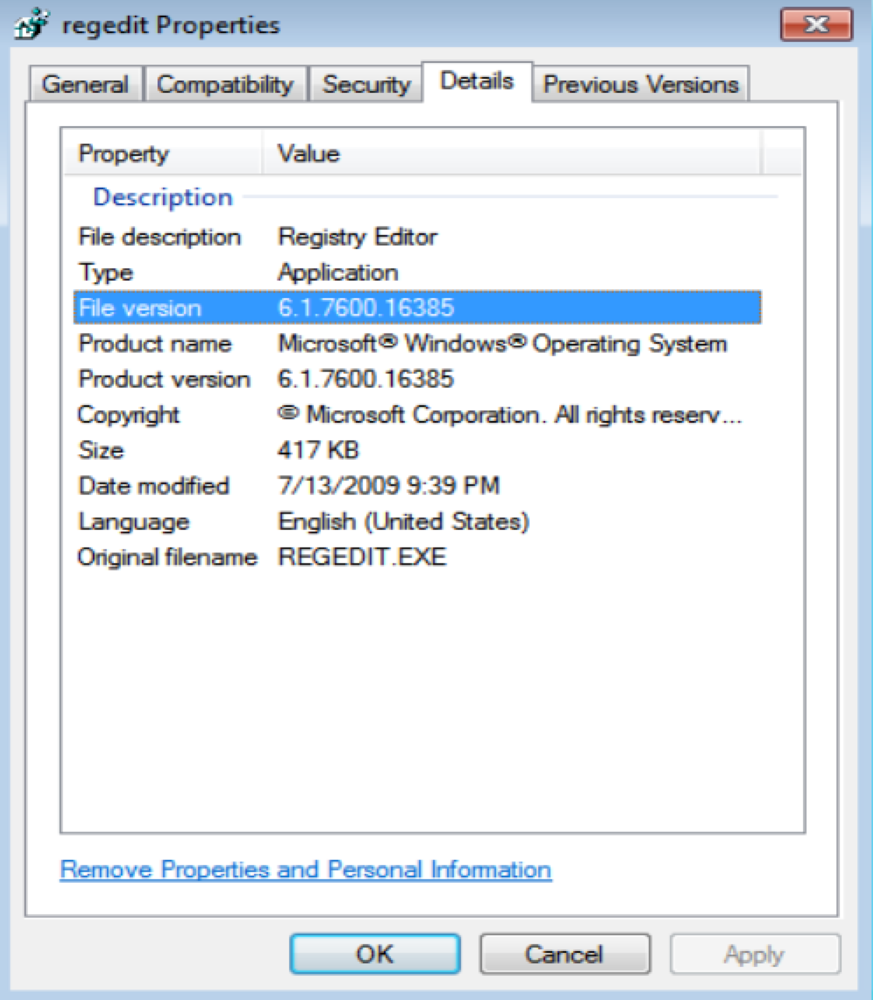 regedit Properties
General Compatibility Security Details Previous Versions
Property Value
Description
File description Registry Editor
Type Application
File version 6.1.7600.16385
Product name Microsoft® Windows® Operating System
Product version 6.1.7600.16385
Copyright © Microsoft Corporation. All rights reserv...
Size 417 KB
Date modified 7/13/2009 9:39 PM
Language English (United States)
Original filename REGEDIT.EXE
Remove Properties and Personal Information
OK Cancel Apply